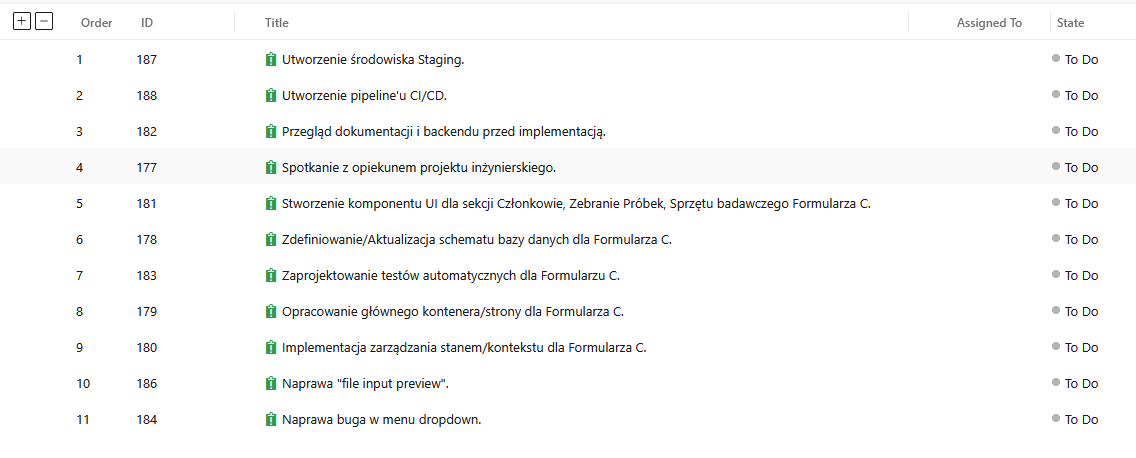 Order ID Title Assigned To State
1 187 Utworzenie środowiska Staging. To Do
2 188 Utworzenie pipeline'u CI/CD. To Do
3 182 Przegląd dokumentacji i backendu przed implementacją. To Do
4 177 Spotkanie z opiekunem projektu inżynierskiego. To Do
5 181 Stworzenie komponentu UI dla sekcji Członkowie, Zebranie Próbek, Sprzętu badawczego Formularza C. To Do
6 178 Zdefiniowanie/Aktualizacja schematu bazy danych dla Formularza C. To Do
7 183 Zaprojektowanie testów automatycznych dla Formularzu C. To Do
8 179 Opracowanie głównego kontenera/strony dla Formularza C. To Do
9 180 Implementacja zarządzania stanem/kontekstu dla Formularza C. To Do
10 186 Naprawa "file input preview". To Do
11 184 Naprawa buga w menu dropdown. To Do